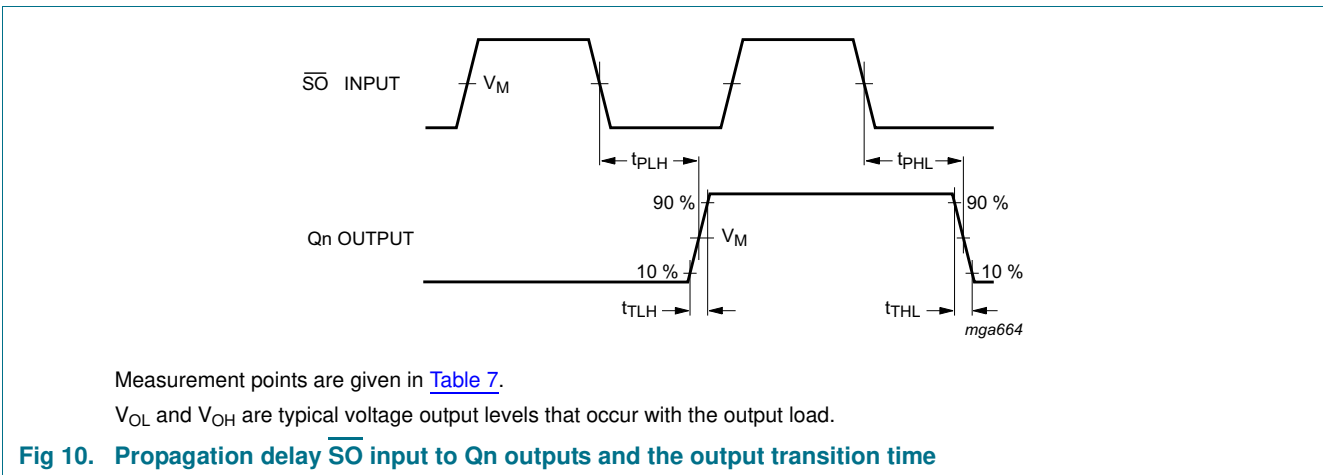 S̅O̅ INPUT
VM
tPLH
tPHL
90 %
90 %
Qn OUTPUT
VM
10 %
10 %
tTLH
tTHL
mga664
Measurement points are given in Table 7.
VOL and VOH are typical voltage output levels that occur with the output load.
Fig 10. Propagation delay S̅O̅ input to Qn outputs and the output transition time